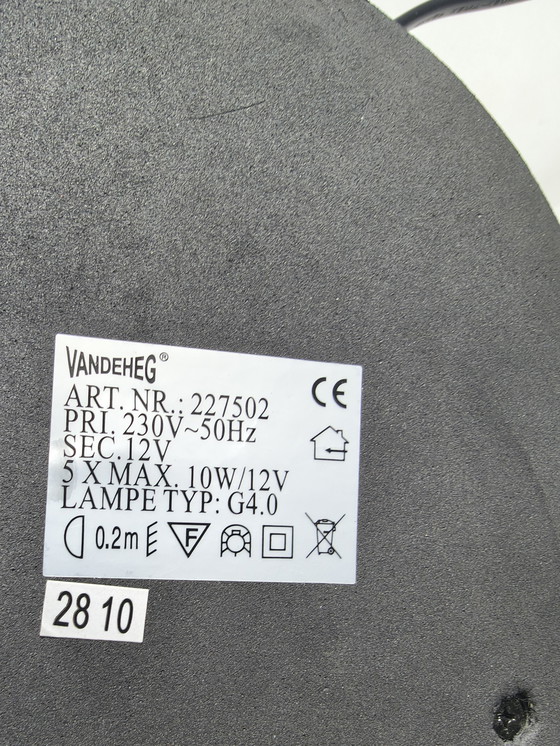 VANDEHEG®
CE
ART. NR.: 227502
PRI. 230V~50Hz
SEC.12V
5 X MAX. 10W/12V
LAMPE TYP: G4.0
0.2m F
28 10